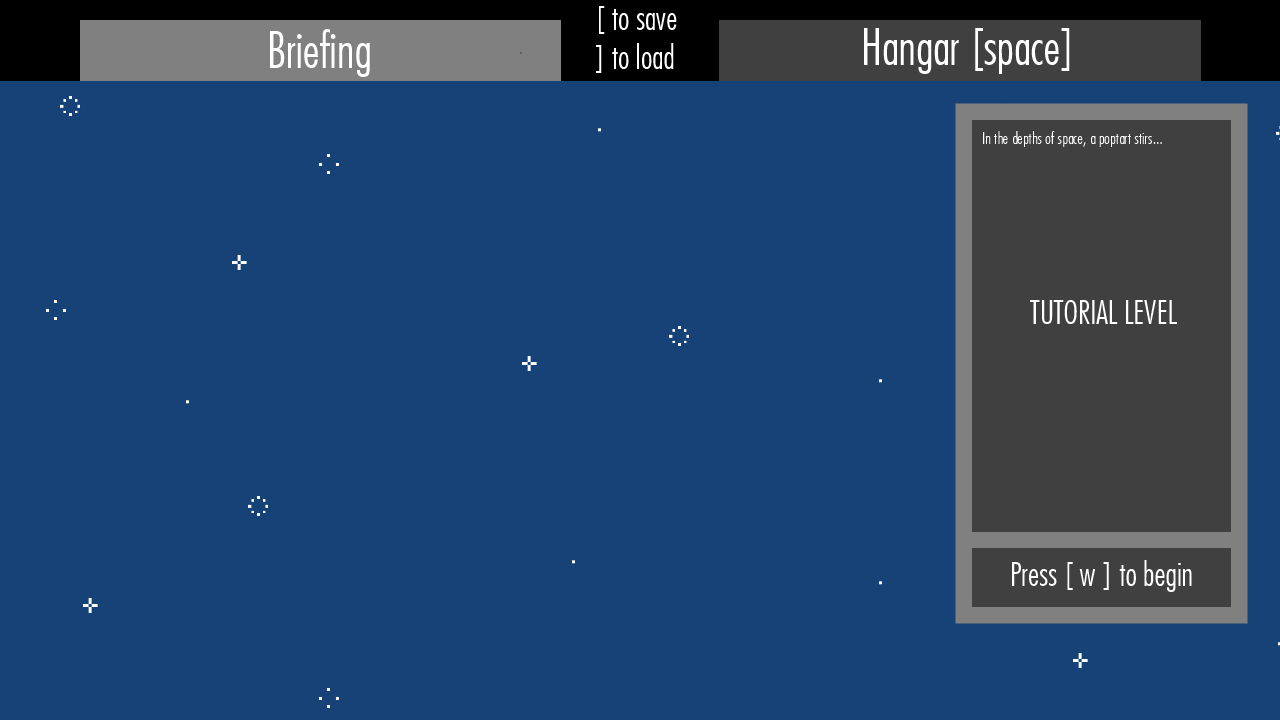 Briefing
[ to save
] to load
Hangar [space]
In the depths of space, a poptart stirs...
TUTORIAL LEVEL
Press [ w ] to begin